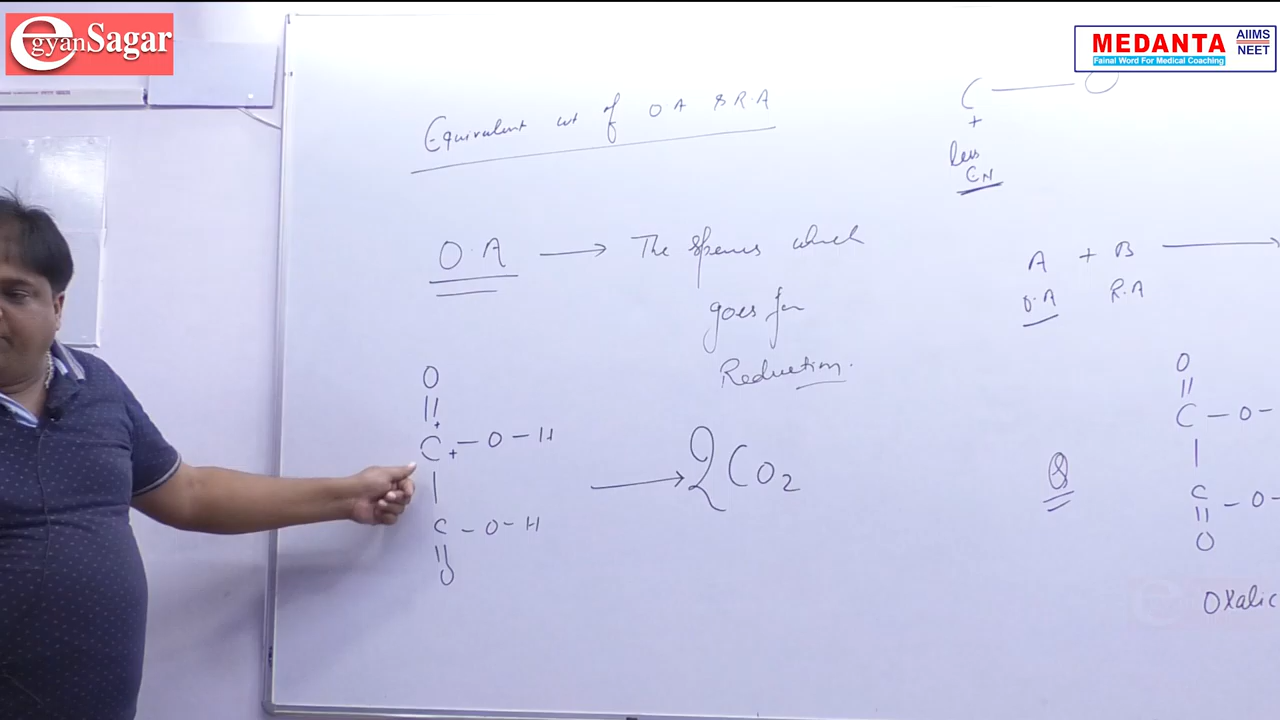 egyanSagar
MEDANTA
Fainal Word For Medical Coaching
AIIMS
NEET
Equivalent wt of O A & R.A
C — O
+
less
EN
O.A → The species which
goes for
Reduction.
A + B →
O.A R.A
O
||
C+ — O — H
|
C — O — H
||
O
→ 2CO2
Q
O
||
C — O —
|
C — O —
||
O
Oxalic